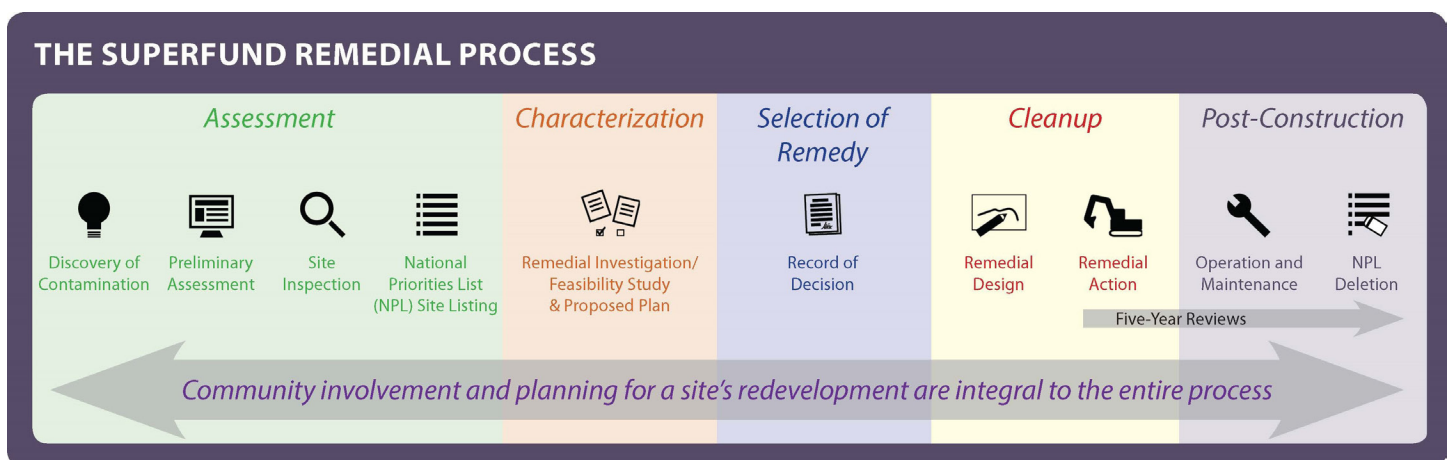 THE SUPERFUND REMEDIAL PROCESS
Assessment
Discovery of
Contamination
Preliminary
Assessment
Site
Inspection
National
Priorities List
(NPL) Site Listing
Characterization
Remedial Investigation/
Feasibility Study
& Proposed Plan
Selection of
Remedy
Record of
Decision
Cleanup
Remedial
Design
Remedial
Action
Post-Construction
Operation and
Maintenance
NPL
Deletion
Five-Year Reviews
Community involvement and planning for a site's redevelopment are integral to the entire process